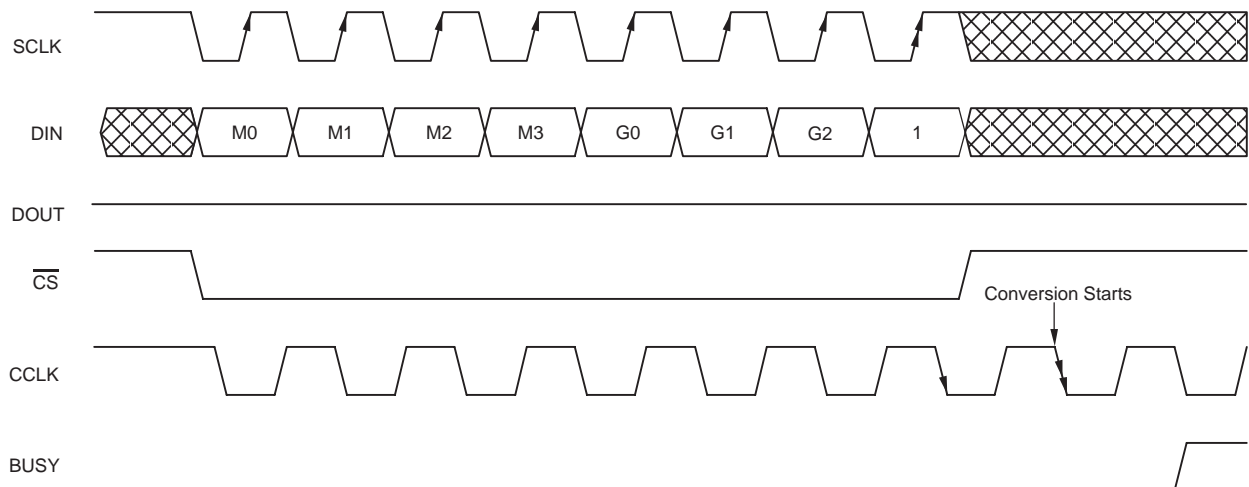 SCLK
DIN
M0 M1 M2 M3 G0 G1 G2 1
DOUT
CS
Conversion Starts
CCLK
BUSY